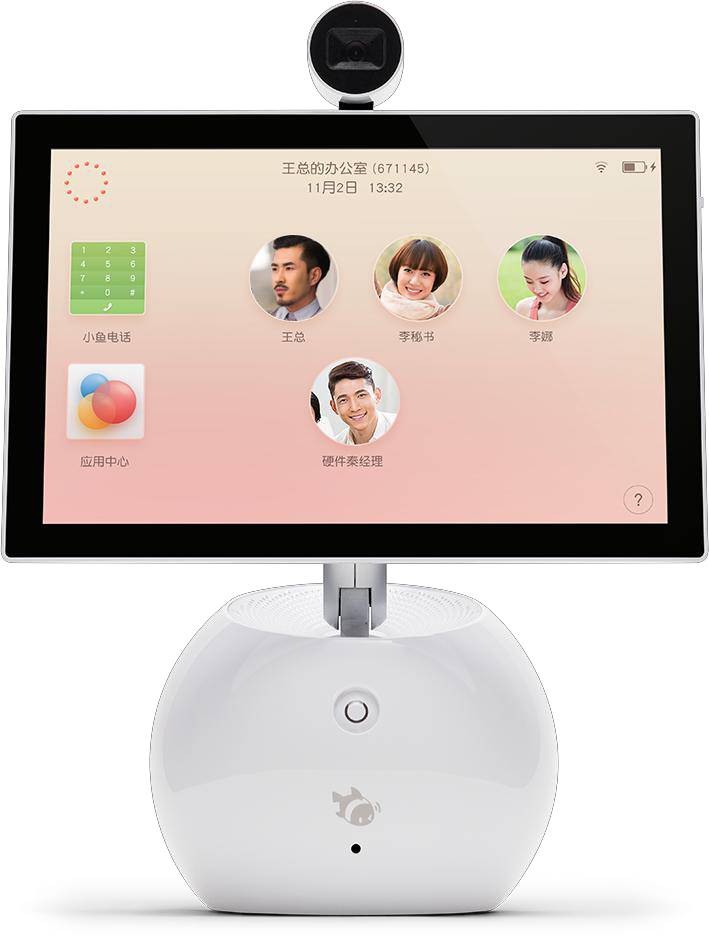 王总的办公室 (671145)
11月2日 13:32
1 2 3
4 5 6
7 8 9
* 0 #
小鱼电话
王总
李秘书
李娜
应用中心
硬件秦经理
?